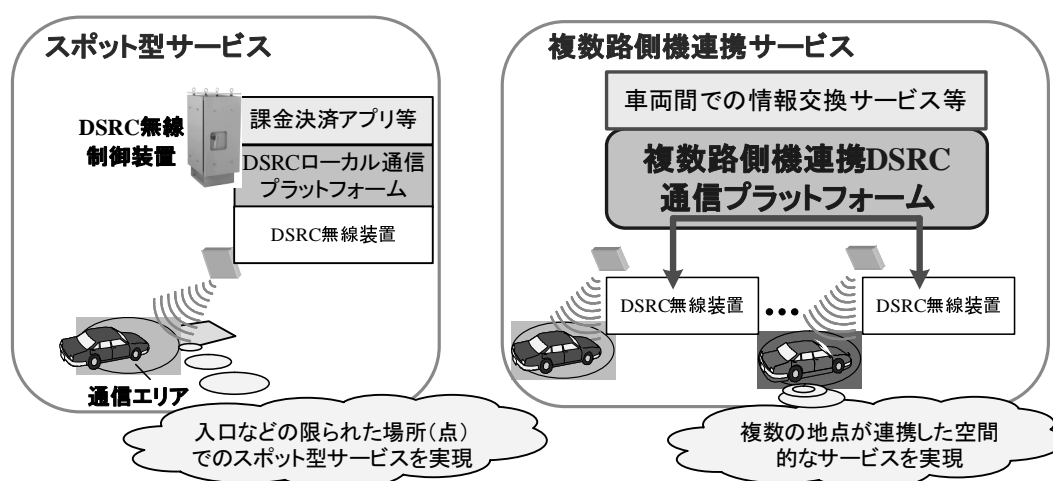 スポット型サービス
DSRC無線
制御装置
課金決済アプリ等
DSRCローカル通信
プラットフォーム
DSRC無線装置
通信エリア
入口などの限られた場所(点)
でのスポット型サービスを実現
複数路側機連携サービス
車両間での情報交換サービス等
複数路側機連携DSRC
通信プラットフォーム
DSRC無線装置
•••
DSRC無線装置
複数の地点が連携した空間
的なサービスを実現